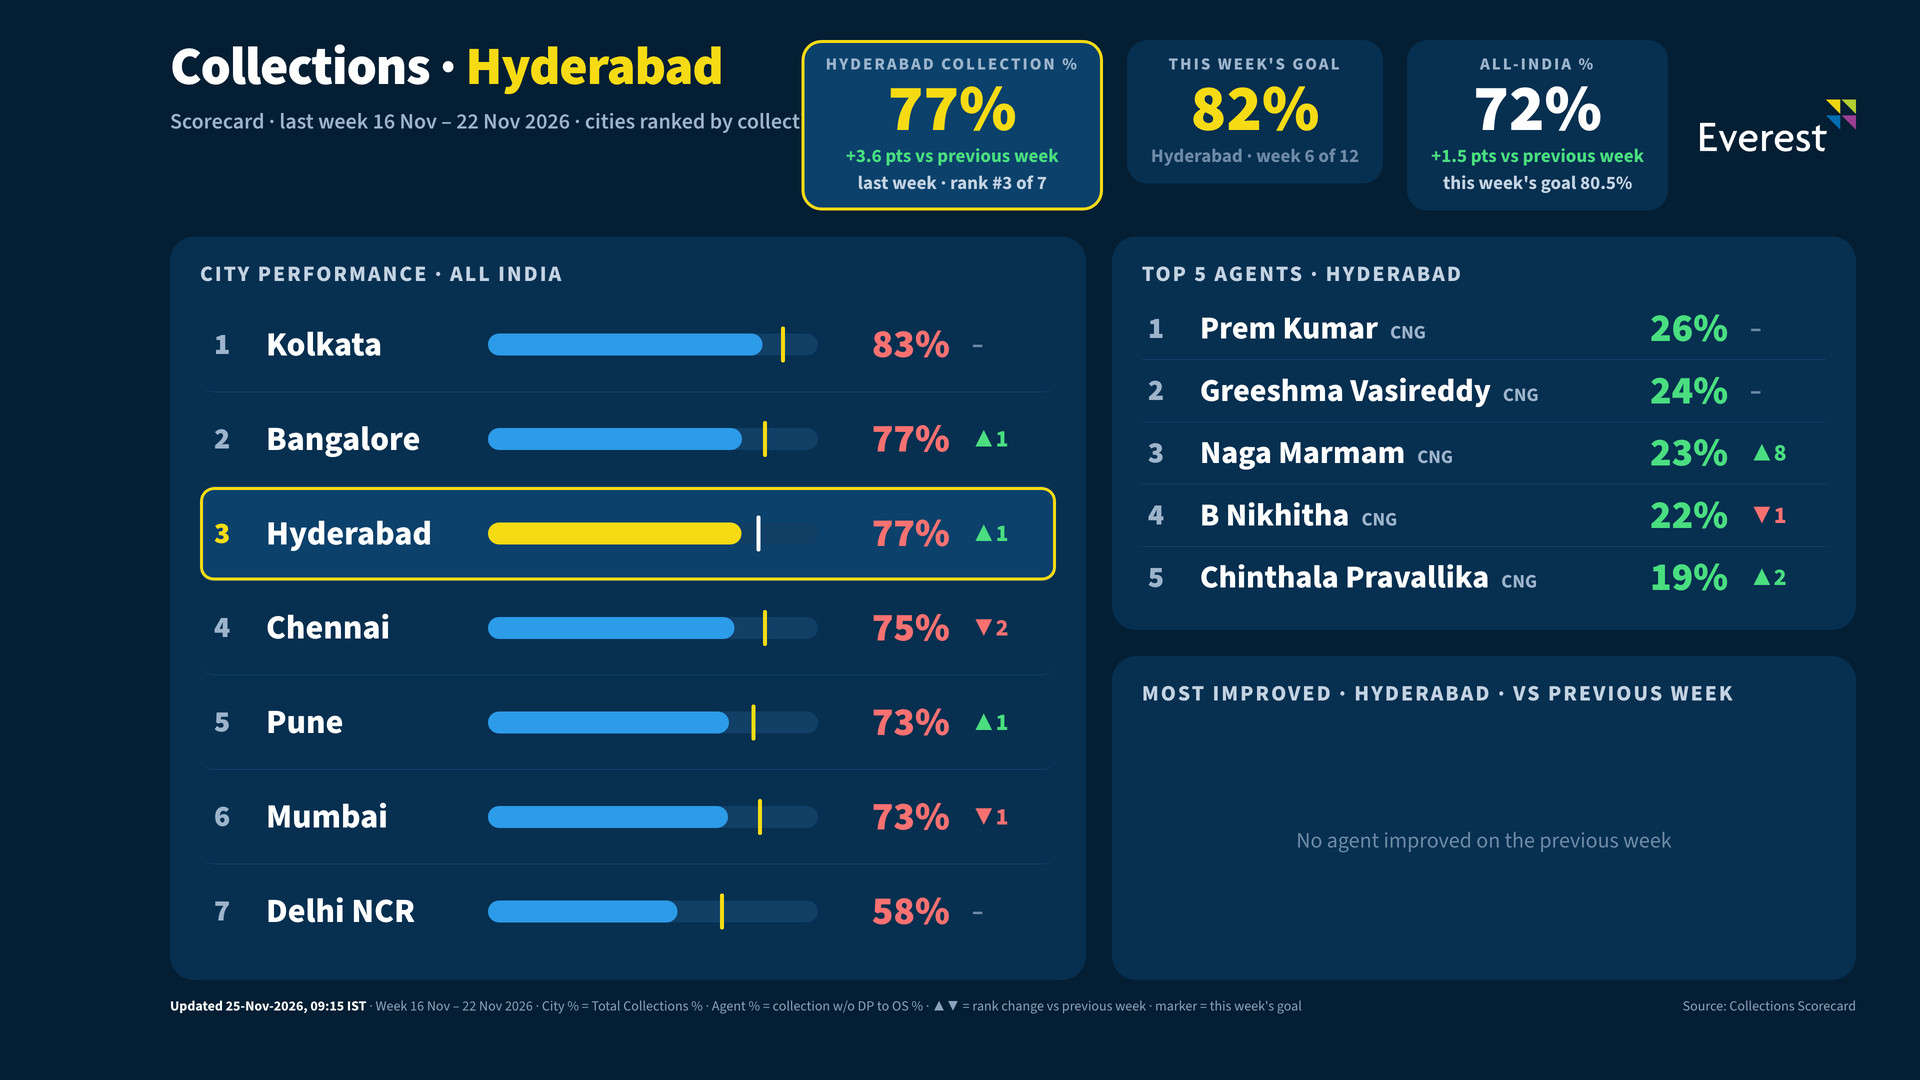 Collections · Hyderabad
Scorecard · last week 16 Nov – 22 Nov 2026 · cities ranked by collect
HYDERABAD COLLECTION %
77%
+3.6 pts vs previous week
last week · rank #3 of 7
THIS WEEK'S GOAL
82%
Hyderabad · week 6 of 12
ALL-INDIA %
72%
+1.5 pts vs previous week
this week's goal 80.5%
Everest
CITY PERFORMANCE · ALL INDIA
1 Kolkata 83% –
2 Bangalore 77% ▲1
3 Hyderabad 77% ▲1
4 Chennai 75% ▼2
5 Pune 73% ▲1
6 Mumbai 73% ▼1
7 Delhi NCR 58% –
TOP 5 AGENTS · HYDERABAD
1 Prem Kumar CNG 26% –
2 Greeshma Vasireddy CNG 24% –
3 Naga Marmam CNG 23% ▲8
4 B Nikhitha CNG 22% ▼1
5 Chinthala Pravallika CNG 19% ▲2
MOST IMPROVED · HYDERABAD · VS PREVIOUS WEEK
No agent improved on the previous week
Updated 25-Nov-2026, 09:15 IST · Week 16 Nov – 22 Nov 2026 · City % = Total Collections % · Agent % = collection w/o DP to OS % · ▲▼ = rank change vs previous week · marker = this week's goal
Source: Collections Scorecard